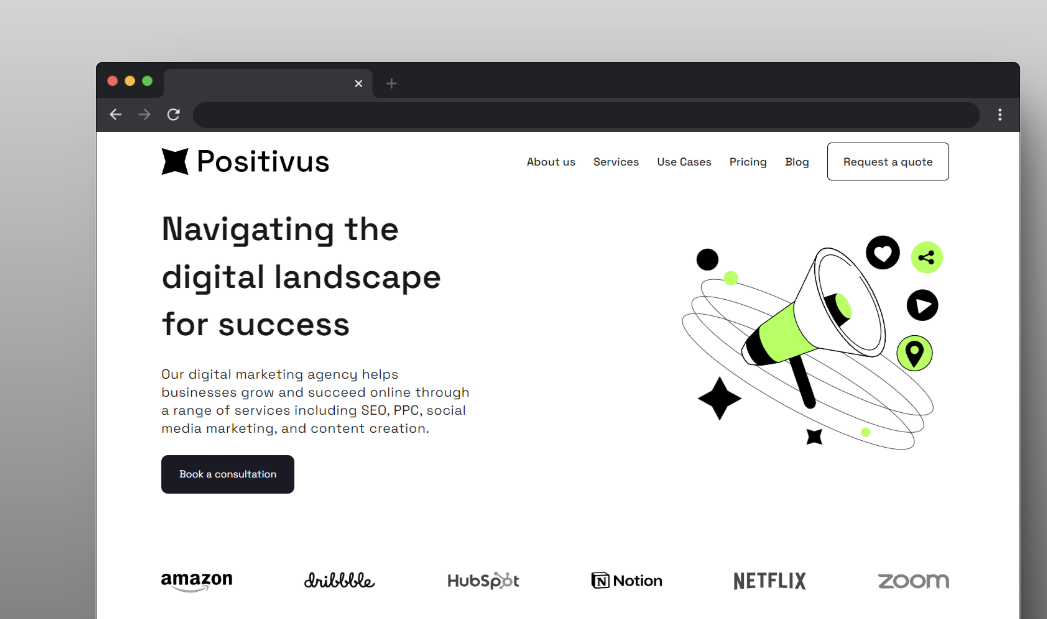 Positivus
About us Services Use Cases Pricing Blog Request a quote
Navigating the
digital landscape
for success
Our digital marketing agency helps
businesses grow and succeed online through
a range of services including SEO, PPC, social
media marketing, and content creation.
Book a consultation
amazon dribbble HubSpot Notion NETFLIX zoom